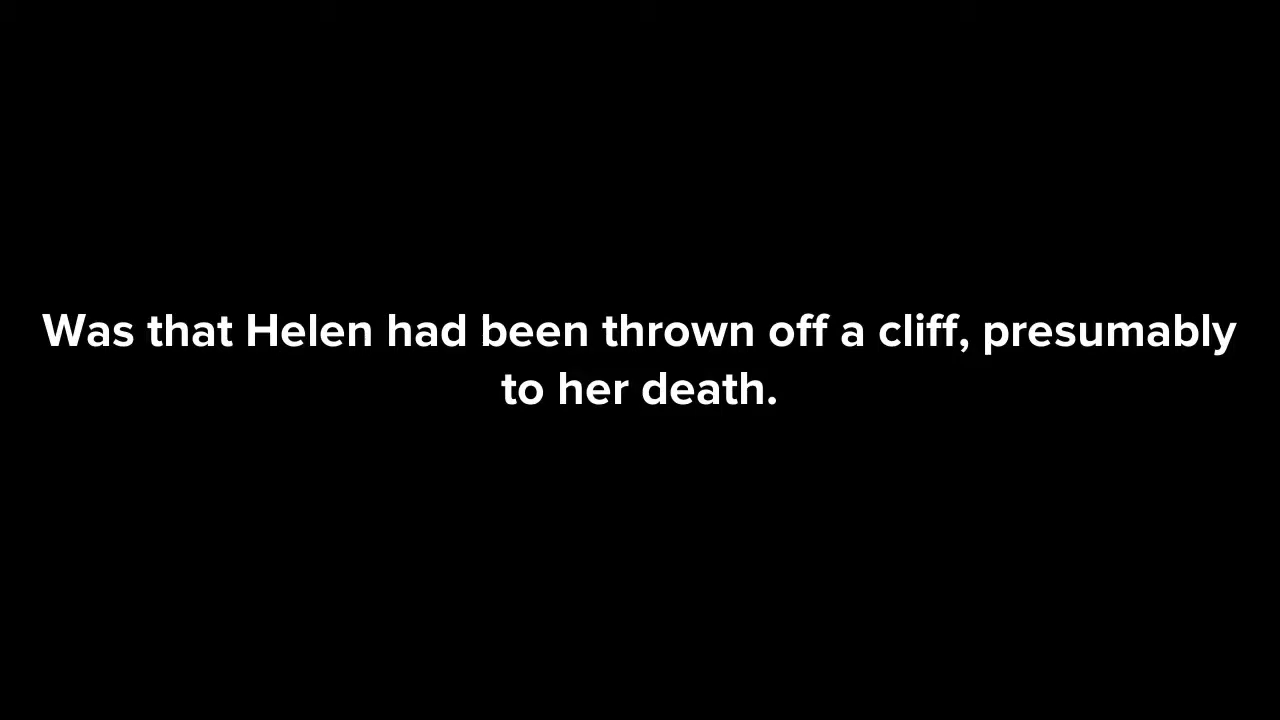 Was that Helen had been thrown off a cliff, presumably
to her death.